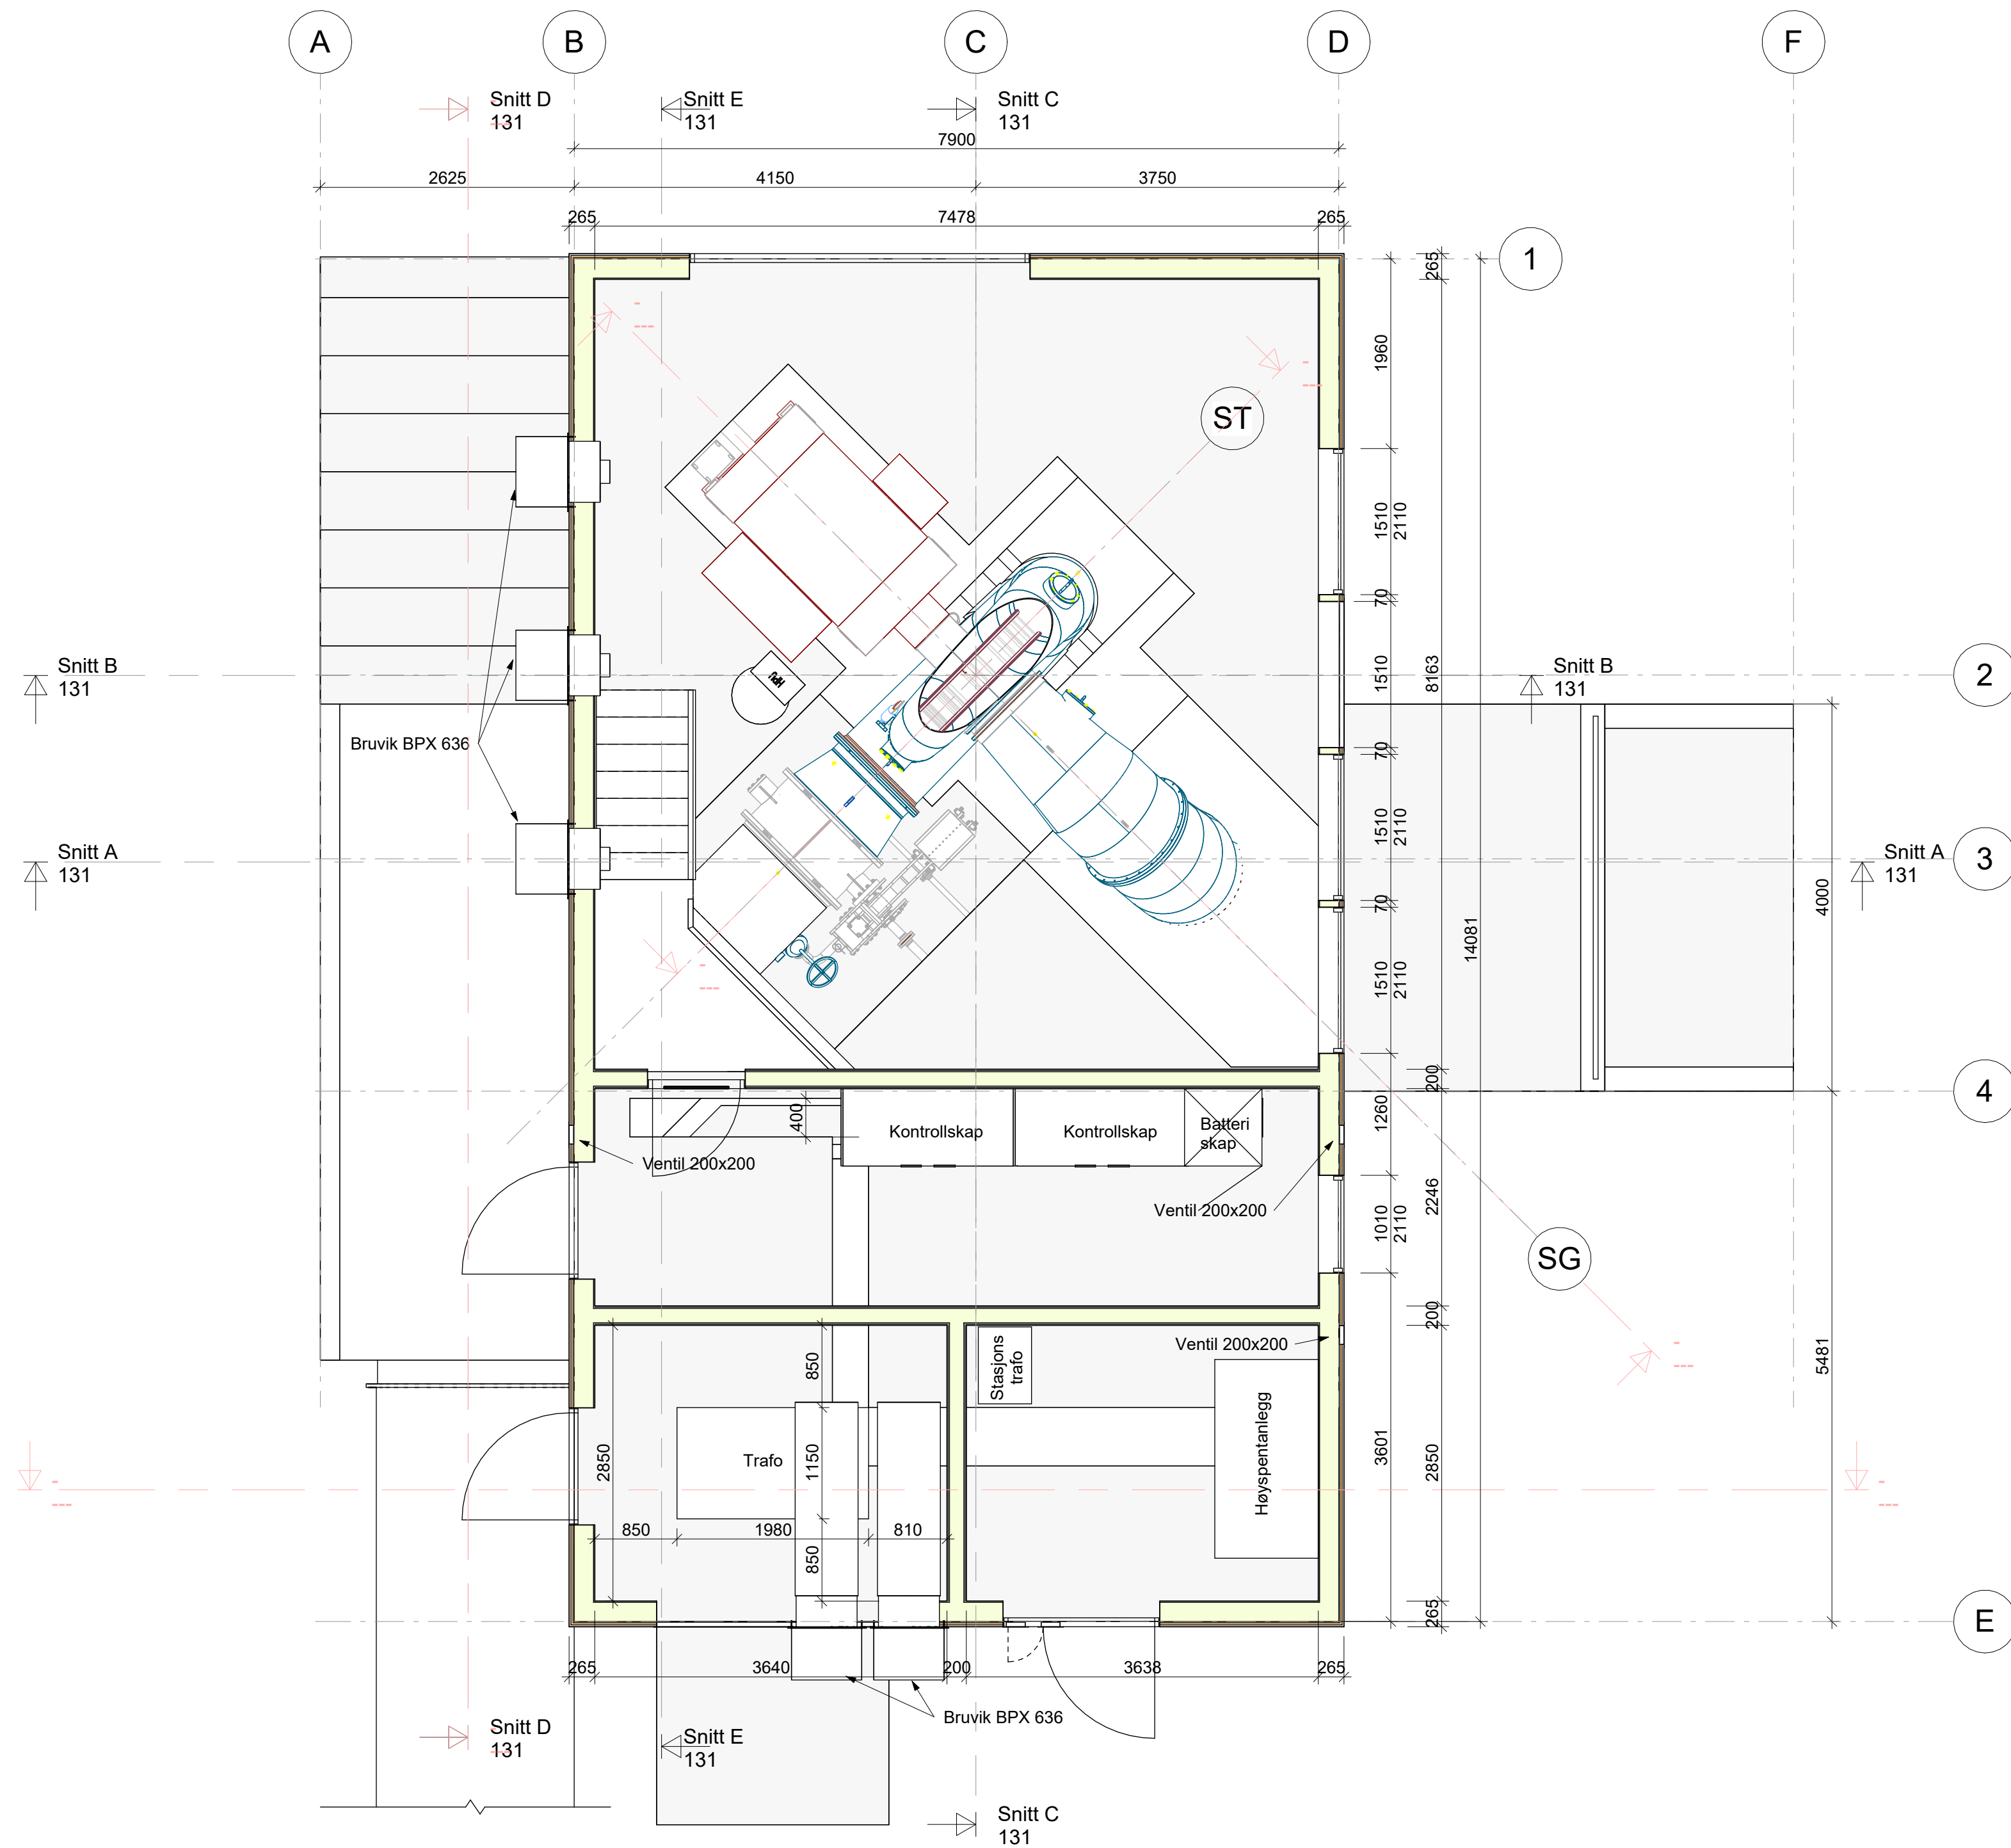 A
B
C
D
F
Snitt D
131
Snitt E
131
Snitt C
131
7900
2625
4150
3750
265
7478
265
1
265
1960
ST
1510
2110
70
Snitt B
131
1510
8163
Snitt B
131
2
HPU
Bruvik BPX 636
70
1510
2110
Snitt A
131
Snitt A
131
3
4000
70
14081
1510
2110
200
4
400
Kontrollskap
Kontrollskap
Batteri
skap
1260
Ventil 200x200
Ventil 200x200
1010
2110
2246
SG
200
Ventil 200x200
Stasjons
trafo
850
5481
2850
Trafo
1150
Høyspentanlegg
3601
2850
850
1980
810
850
265
E
265
3640
200
3638
265
Bruvik BPX 636
Snitt D
131
Snitt E
131
Snitt C
131